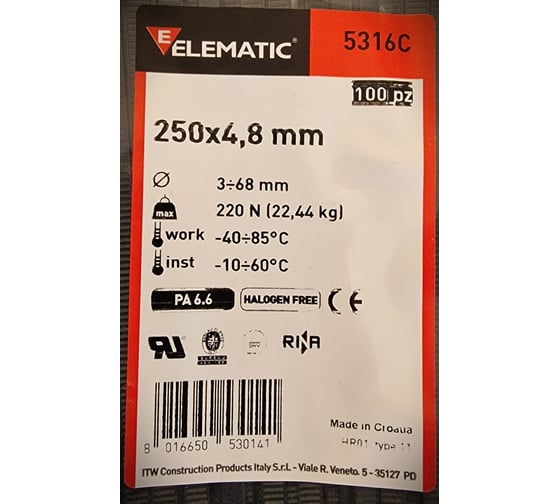 ELEMATIC® 5316C
100 pz
250x4,8 mm
3÷68 mm
max 220 N (22,44 kg)
work -40÷85°C
inst -10÷60°C
PA 6.6 HALOGEN FREE CE
RU RINA
Made in Croatia
HR01 Type 11
8 016650 530141
ITW Construction Products Italy S.r.L - Viale R. Veneto. 5 - 35127 PD